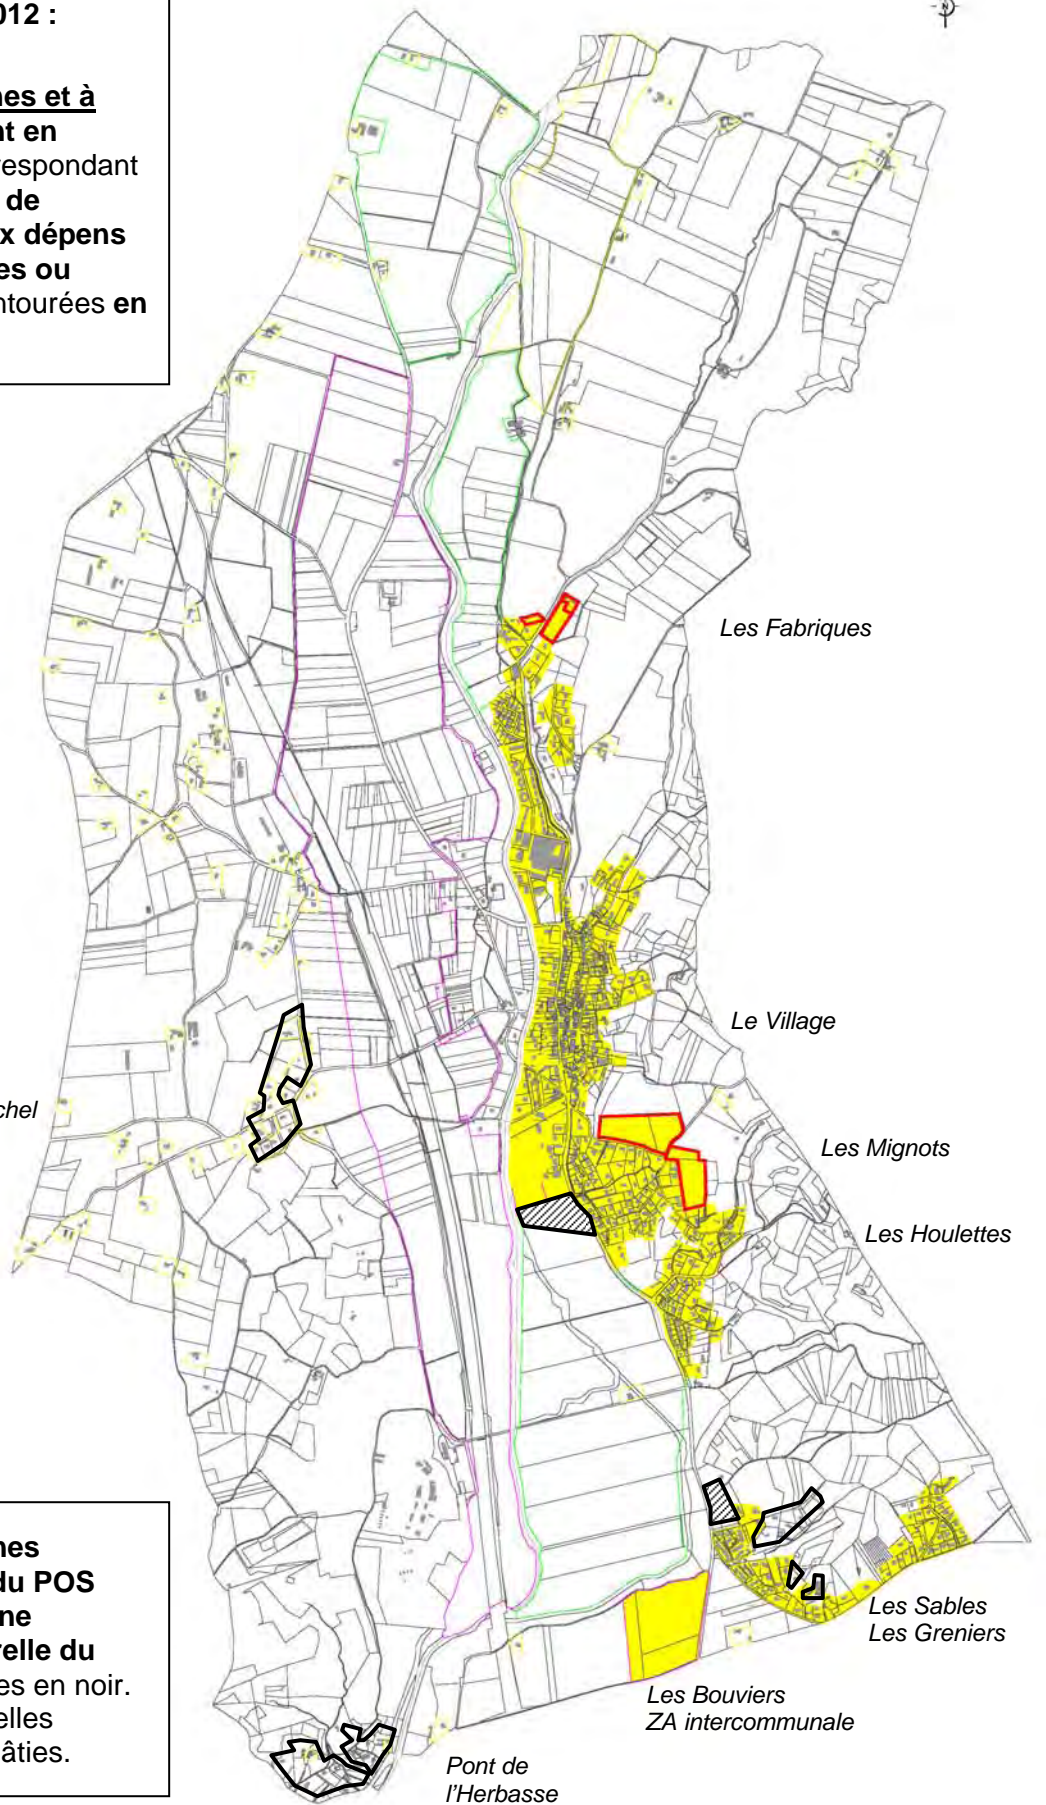 012 :
N
nes et à
nt en
respondant
de
x dépens
es ou
ntourées en
Les Fabriques
Le Village
chel
Les Mignots
Les Houlettes
nes
du POS
ne
relle du
es en noir.
elles
âties.
Les Sables
Les Greniers
Les Bouviers
ZA intercommunale
Pont de
l'Herbasse